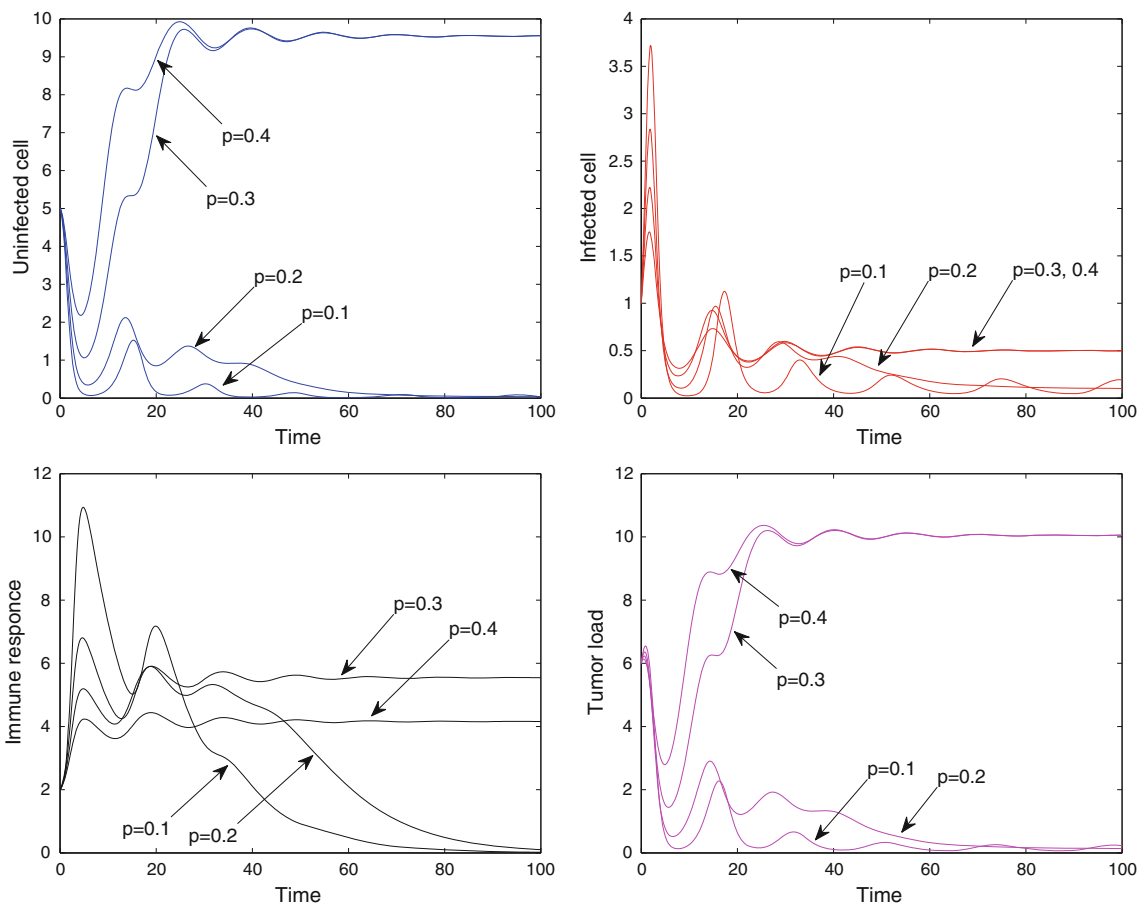 10
9
8
7
6
5
4
3
2
1
0
Uninfected cell
p=0.4
p=0.3
p=0.2
p=0.1
0 20 40 60 80 100
Time
4
3.5
3
2.5
2
1.5
1
0.5
0
Infected cell
p=0.1
p=0.2
p=0.3, 0.4
0 20 40 60 80 100
Time
12
10
8
6
4
2
0
Immune responce
p=0.3
p=0.4
p=0.1
p=0.2
0 20 40 60 80 100
Time
12
10
8
6
4
2
0
Tumor load
p=0.4
p=0.3
p=0.1
p=0.2
0 20 40 60 80 100
Time